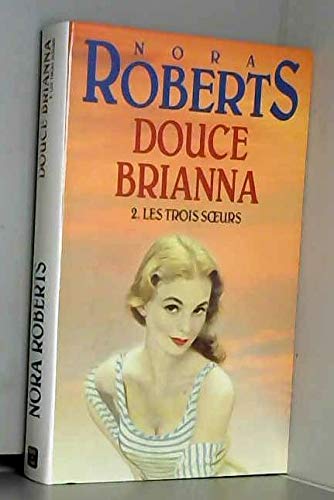 NORA
ROBERTS
DOUCE
BRIANNA
2. LES TROIS SŒURS
NORA ROBERTS
DOUCE BRIANNA